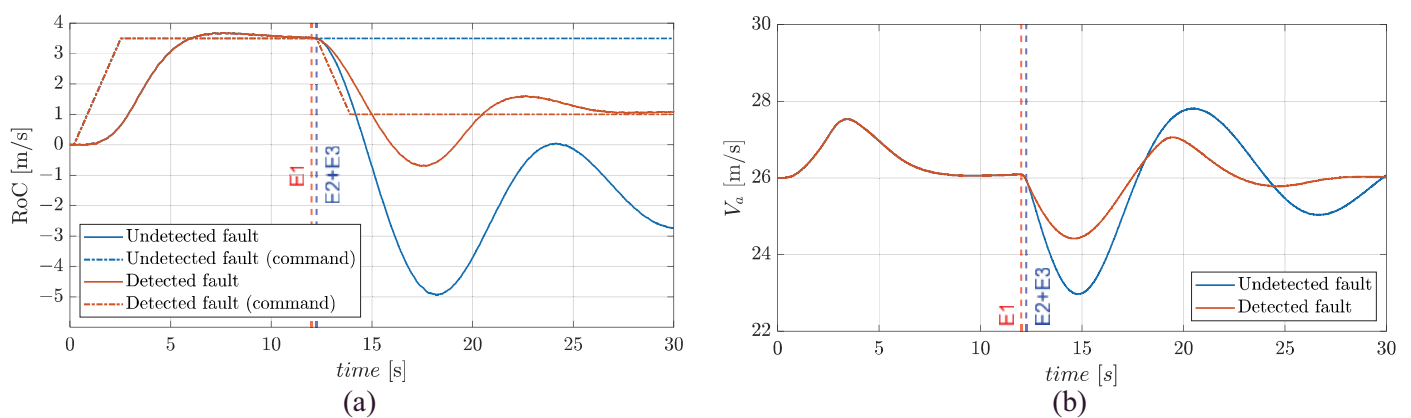 4
3
2
1
0
−1
−2
−3
−4
−5
RoC [m/s]
E1
E2+E3
Undetected fault
Undetected fault (command)
Detected fault
Detected fault (command)
0 5 10 15 20 25 30
time [s]
(a)
30
28
26
24
22
V_a [m/s]
E1
E2+E3
Undetected fault
Detected fault
0 5 10 15 20 25 30
time [s]
(b)